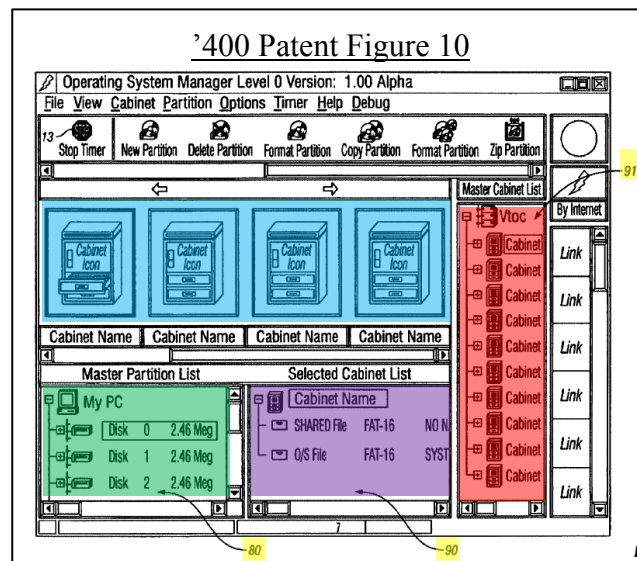 ’400 Patent Figure 10
Operating System Manager Level 0 Version: 1.00 Alpha
File View Cabinet Partition Options Timer Help Debug
13
Stop Timer New Partition Delete Partition Format Partition Copy Partition Format Partition Zip Partition
Master Cabinet List
91
By Internet
Vtoc
Cabinet Icon
Cabinet Icon
Cabinet Icon
Cabinet Icon
Cabinet Name Cabinet Name Cabinet Name Cabinet Name
Cabinet
Cabinet
Cabinet
Cabinet
Cabinet
Cabinet
Cabinet
Cabinet
Cabinet
Cabinet
Link
Link
Link
Link
Link
Link
Master Partition List
Selected Cabinet List
My PC
Disk 0 2.46 Meg
Disk 1 2.46 Meg
Disk 2 2.46 Meg
Cabinet Name
SHARED File FAT-16 NO N
O/S File FAT-16 SYST
7
80
90